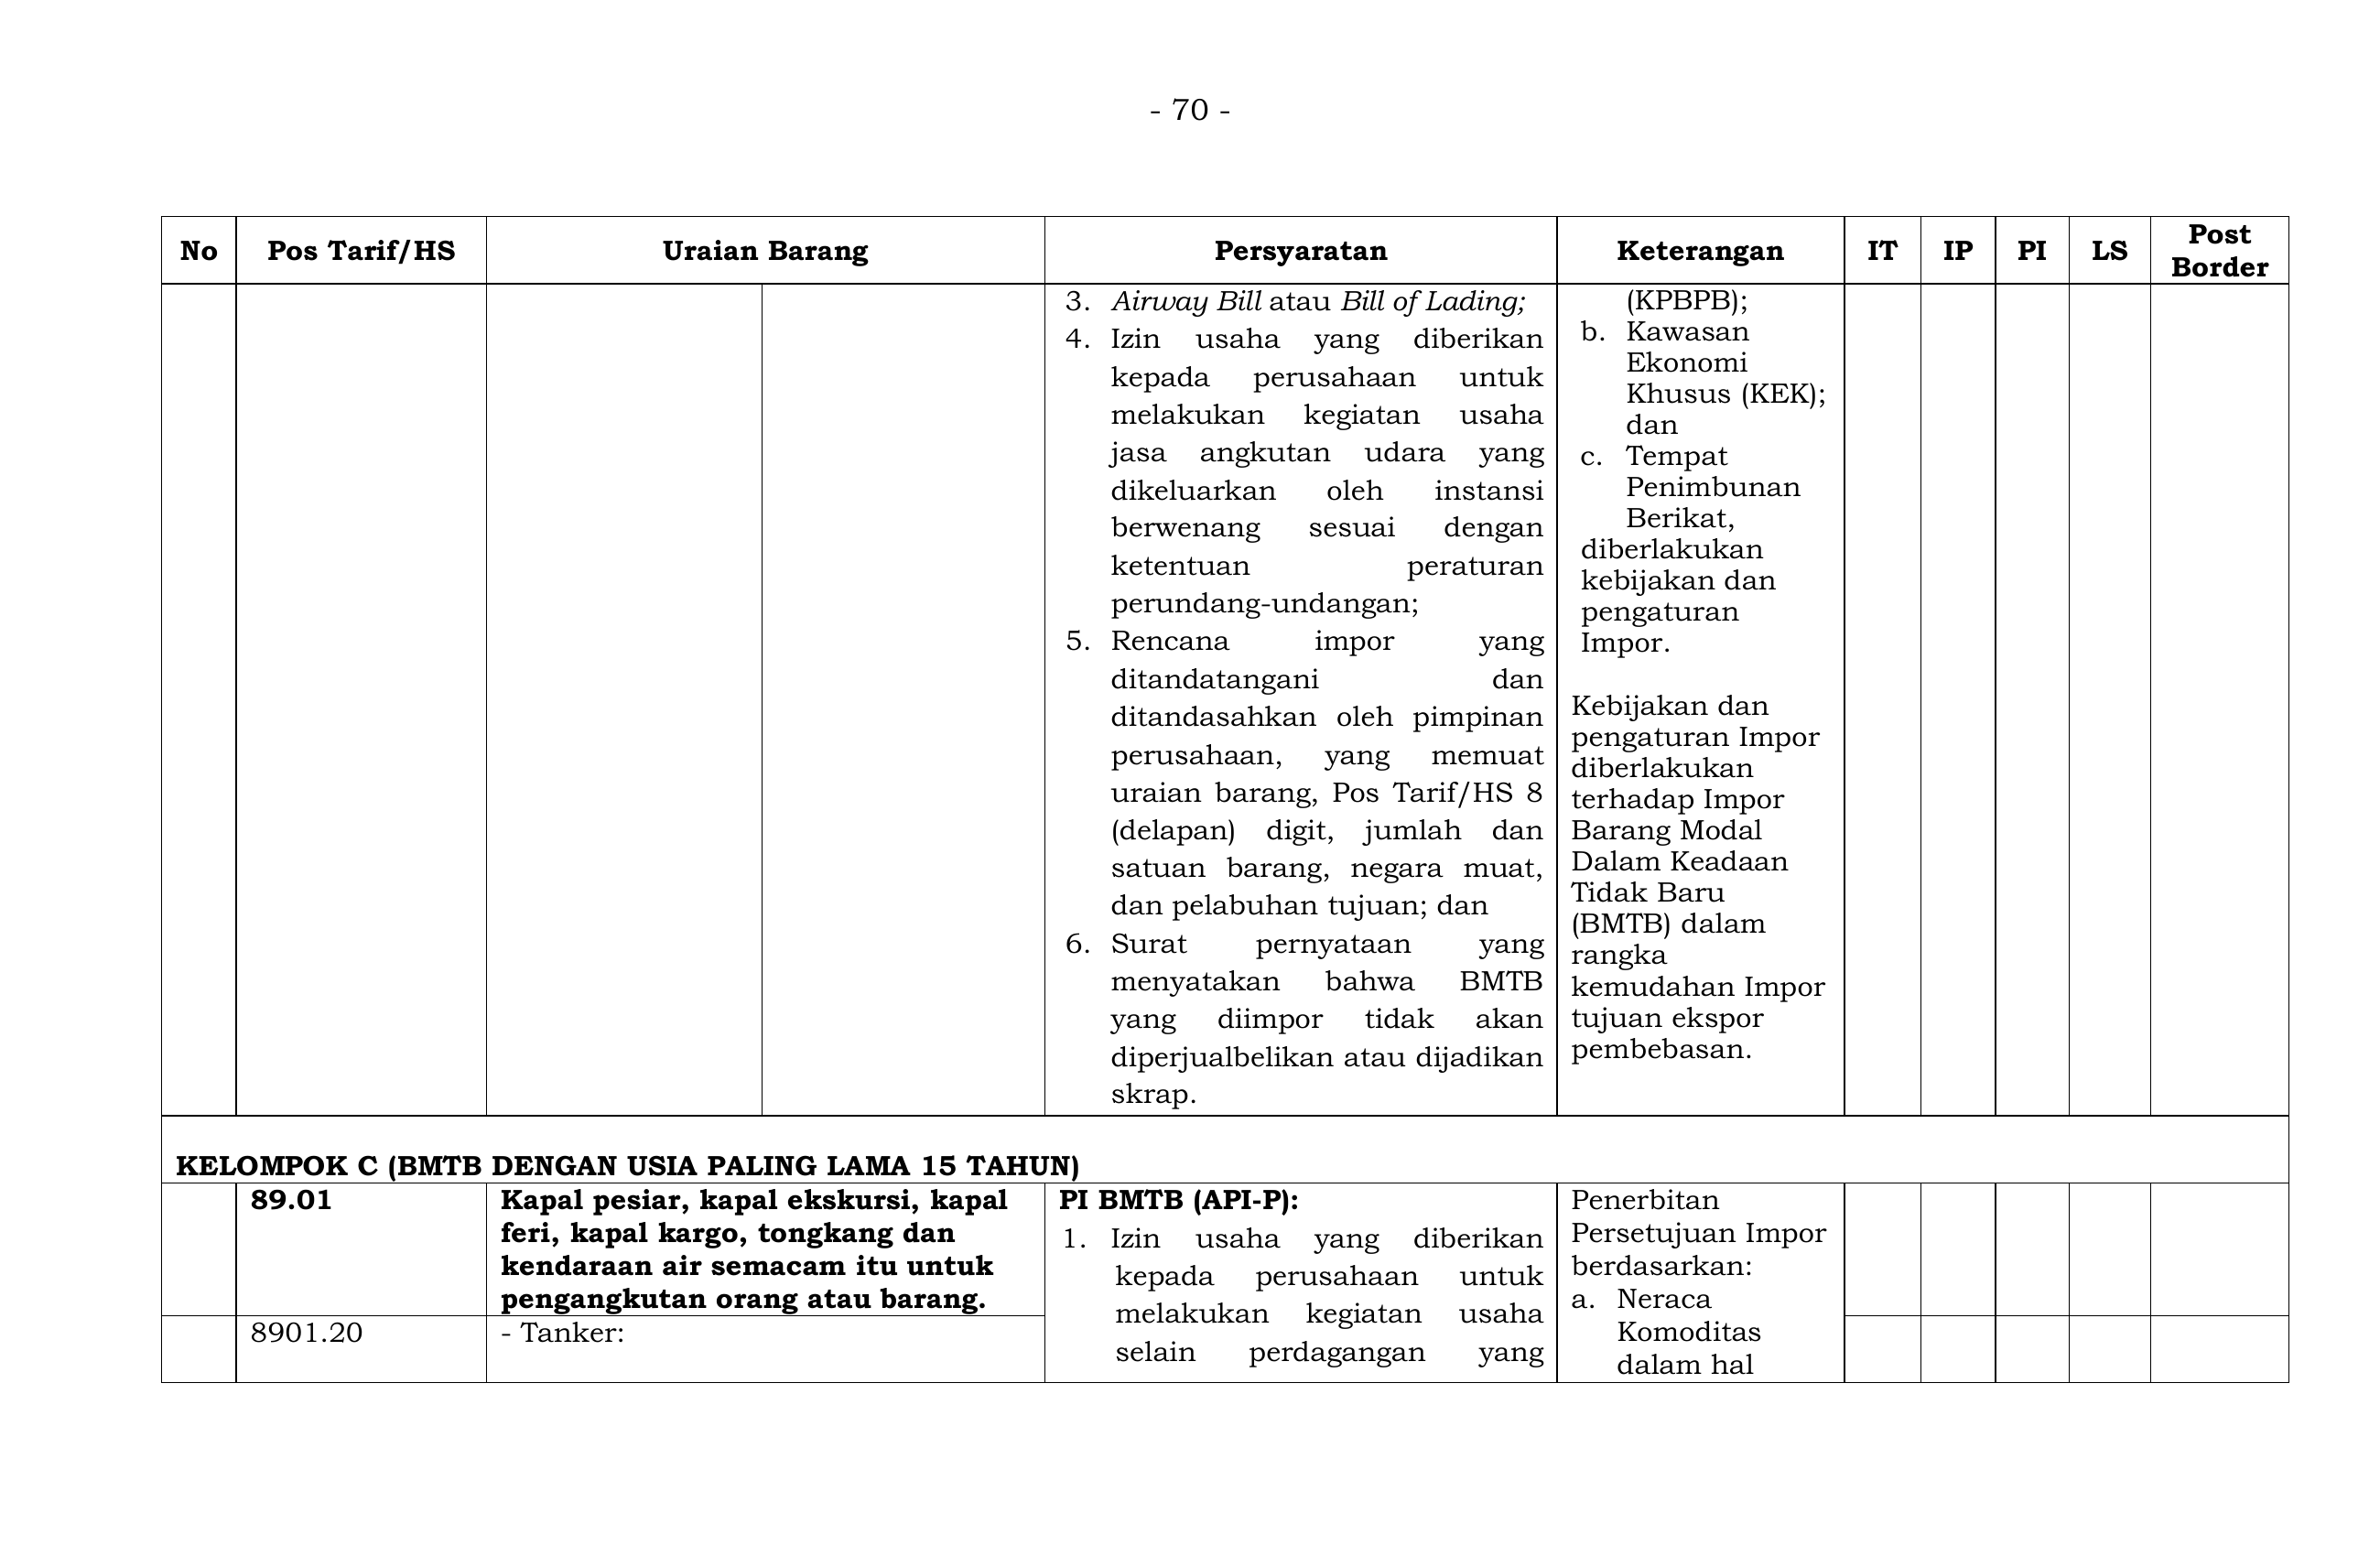 - 70 -
No
Pos Tarif/HS
Uraian Barang
Persyaratan
Keterangan
IT
IP
PI
LS
Post
Border
3. Airway Bill atau Bill of Lading;
4. Izin usaha yang diberikan
kepada perusahaan untuk
melakukan kegiatan usaha
jasa angkutan udara yang
dikeluarkan oleh instansi
berwenang sesuai dengan
ketentuan peraturan
perundang-undangan;
5. Rencana impor yang
ditandatangani dan
ditandasahkan oleh pimpinan
perusahaan, yang memuat
uraian barang, Pos Tarif/HS 8
(delapan) digit, jumlah dan
satuan barang, negara muat,
dan pelabuhan tujuan; dan
6. Surat pernyataan yang
menyatakan bahwa BMTB
yang diimpor tidak akan
diperjualbelikan atau dijadikan
skrap.
(KPBPB);
b. Kawasan
Ekonomi
Khusus (KEK);
dan
c. Tempat
Penimbunan
Berikat,
diberlakukan
kebijakan dan
pengaturan
Impor.
Kebijakan dan
pengaturan Impor
diberlakukan
terhadap Impor
Barang Modal
Dalam Keadaan
Tidak Baru
(BMTB) dalam
rangka
kemudahan Impor
tujuan ekspor
pembebasan.
KELOMPOK C (BMTB DENGAN USIA PALING LAMA 15 TAHUN)
89.01
Kapal pesiar, kapal ekskursi, kapal
feri, kapal kargo, tongkang dan
kendaraan air semacam itu untuk
pengangkutan orang atau barang.
8901.20
- Tanker:
PI BMTB (API-P):
1. Izin usaha yang diberikan
kepada perusahaan untuk
melakukan kegiatan usaha
selain perdagangan yang
Penerbitan
Persetujuan Impor
berdasarkan:
a. Neraca
Komoditas
dalam hal